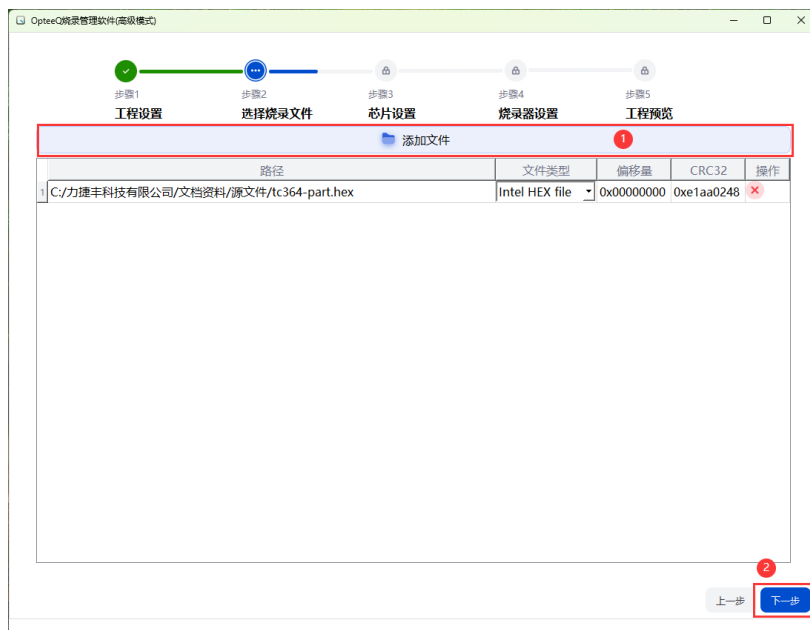 OpteeQ烧录管理软件(高级模式)
步骤1 步骤2 步骤3 步骤4 步骤5
工程设置 选择烧录文件 芯片设置 烧录器设置 工程预览
添加文件 1
路径 文件类型 偏移量 CRC32 操作
1 C:/力捷丰科技有限公司/文档资料/源文件/tc364-part.hex Intel HEX file 0x00000000 0xe1aa0248
2
上一步 下一步